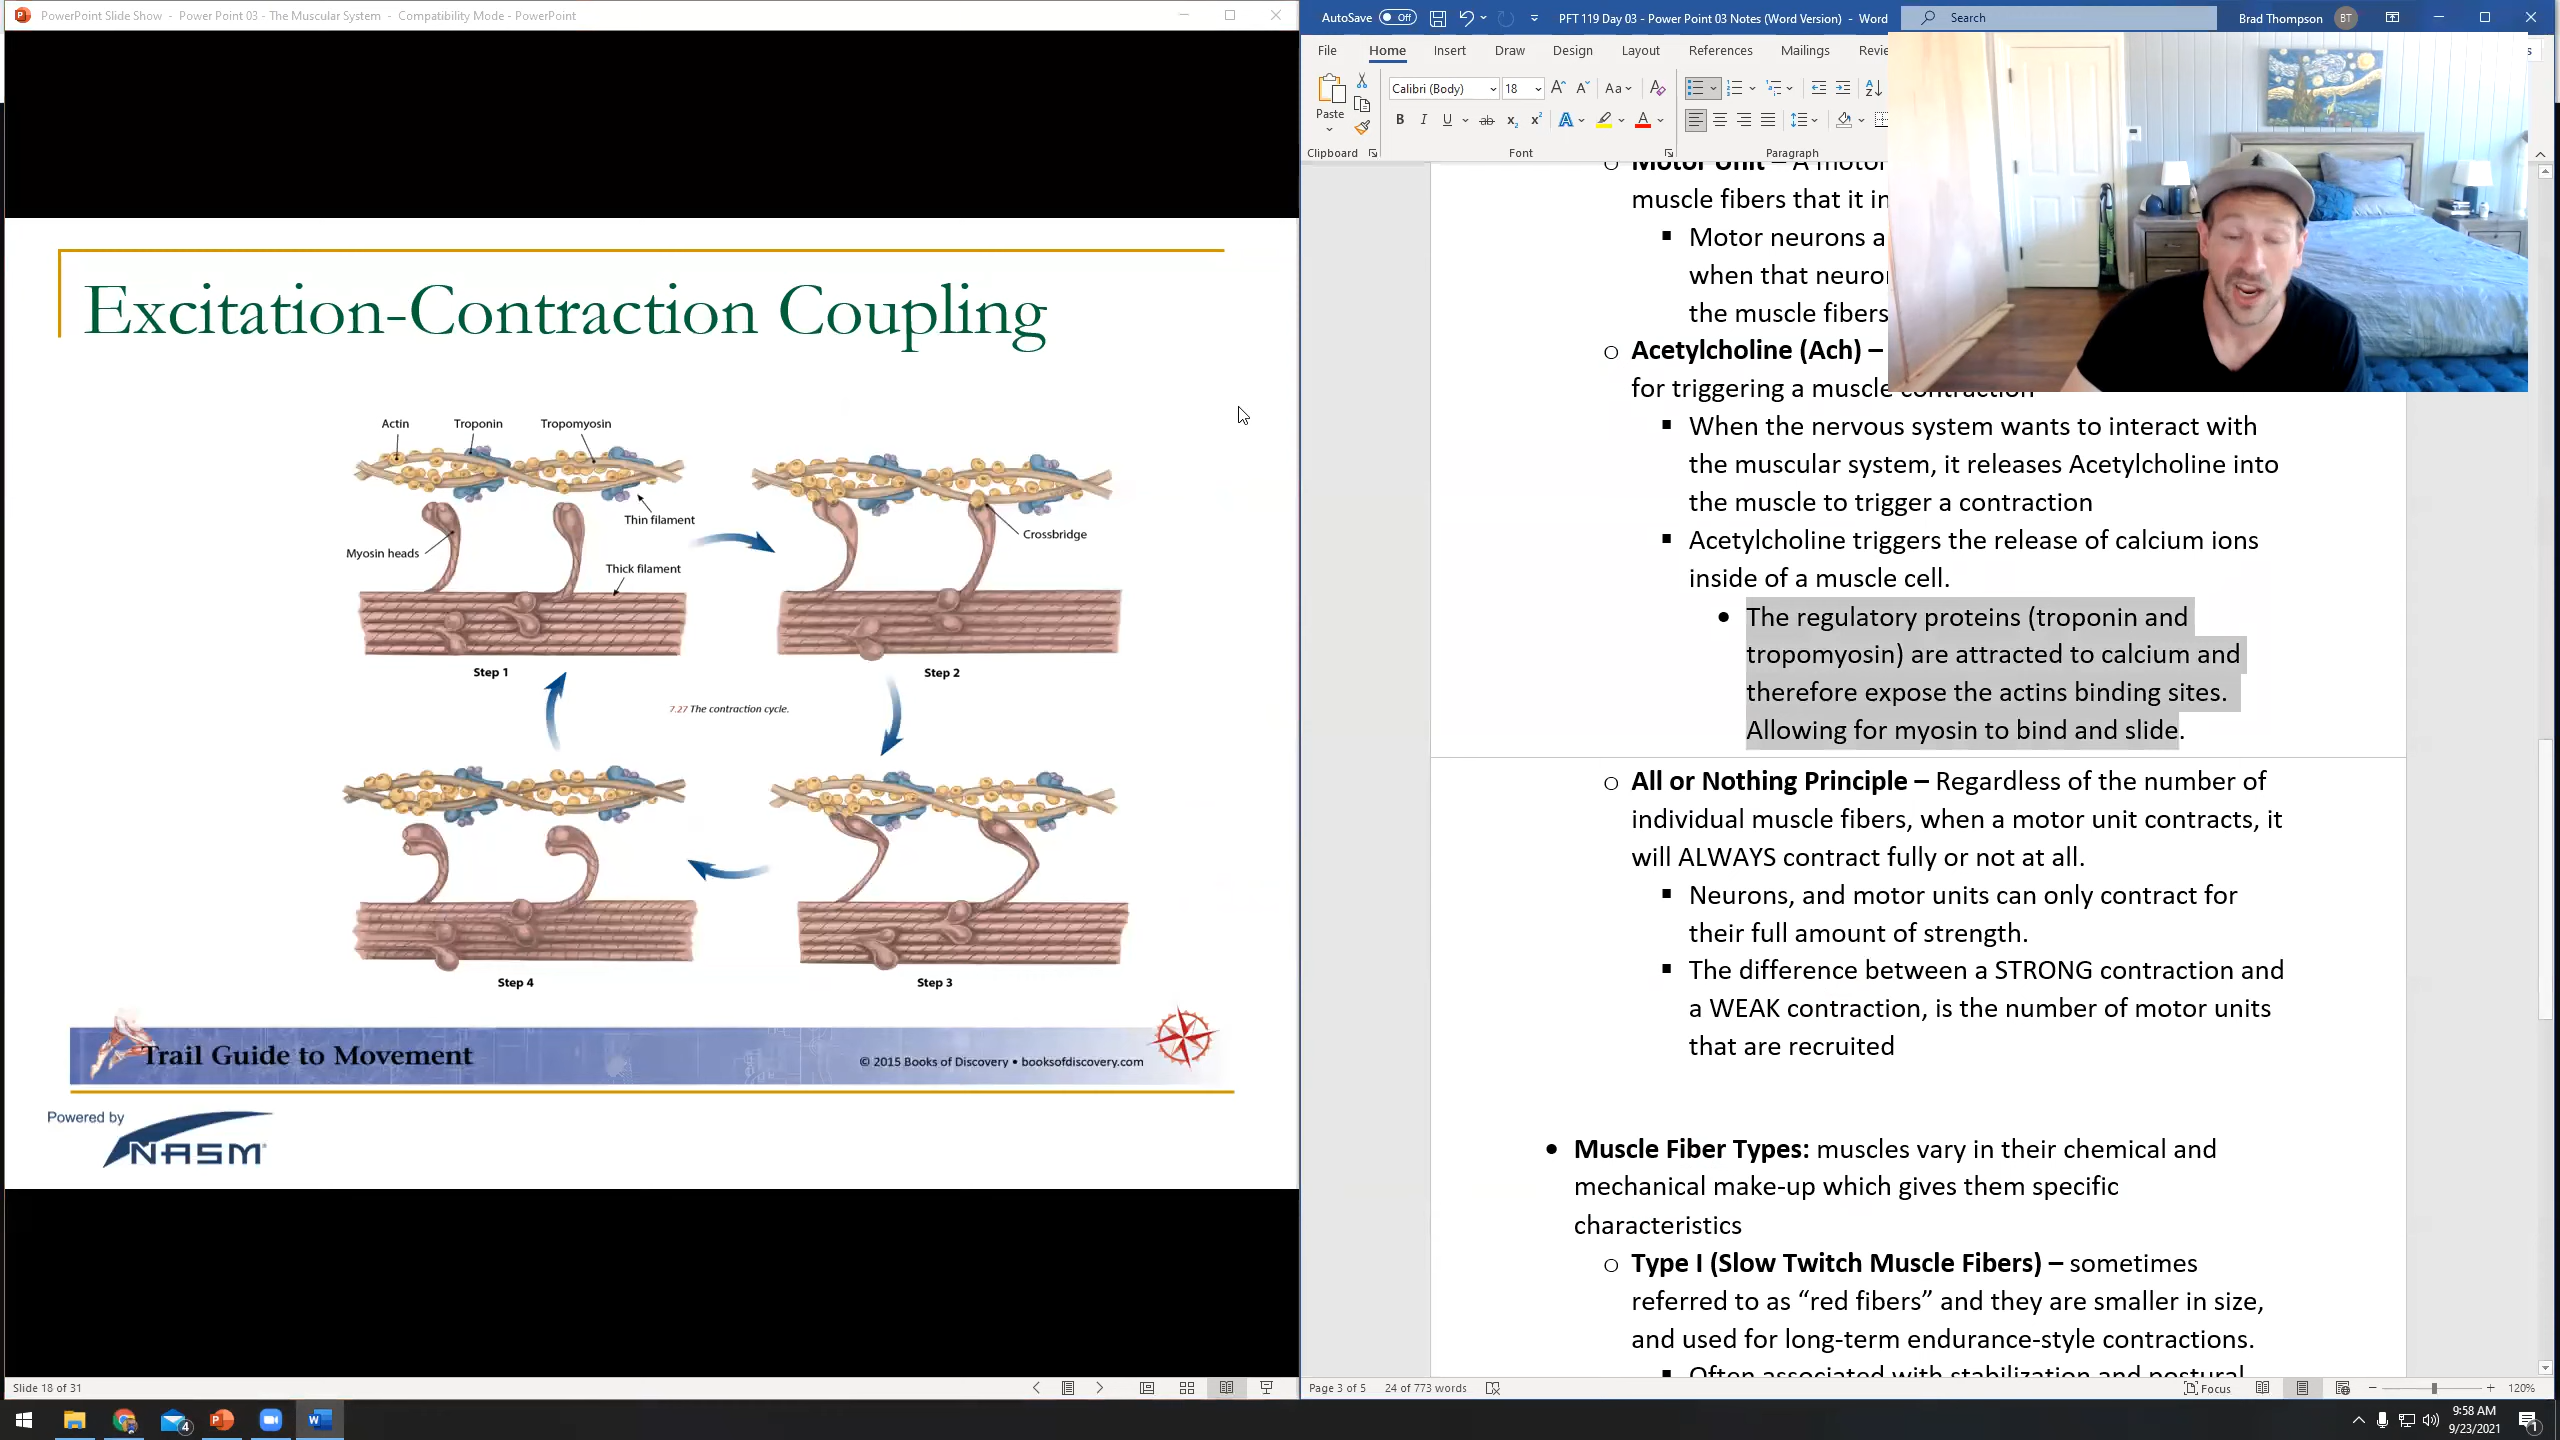 PowerPoint Slide Show - Power Point 03 - The Muscular System - Compatibility Mode - PowerPoint
Excitation-Contraction Coupling
Actin
Troponin
Tropomyosin
Thin filament
Myosin heads
Thick filament
Crossbridge
Step 1
Step 2
7.27 The contraction cycle.
Step 4
Step 3
Trail Guide to Movement
© 2015 Books of Discovery • booksofdiscovery.com
Powered by
NASM
Slide 18 of 31
AutoSave Off
PFT 119 Day 03 - Power Point 03 Notes (Word Version) - Word
Search
Brad Thompson BT
File Home Insert Draw Design Layout References Mailings
Paste
Calibri (Body) 18
Clipboard Font Paragraph
Motor Unit – A motor
muscle fibers that it in
Motor neurons a
when that neuro
the muscle fibers
Acetylcholine (Ach) –
for triggering a muscle contraction
When the nervous system wants to interact with
the muscular system, it releases Acetylcholine into
the muscle to trigger a contraction
Acetylcholine triggers the release of calcium ions
inside of a muscle cell.
The regulatory proteins (troponin and
tropomyosin) are attracted to calcium and
therefore expose the actins binding sites.
Allowing for myosin to bind and slide.
All or Nothing Principle – Regardless of the number of
individual muscle fibers, when a motor unit contracts, it
will ALWAYS contract fully or not at all.
Neurons, and motor units can only contract for
their full amount of strength.
The difference between a STRONG contraction and
a WEAK contraction, is the number of motor units
that are recruited
Muscle Fiber Types: muscles vary in their chemical and
mechanical make-up which gives them specific
characteristics
Type I (Slow Twitch Muscle Fibers) – sometimes
referred to as “red fibers” and they are smaller in size,
and used for long-term endurance-style contractions.
Often associated with stabilization and postural
Page 3 of 5 24 of 773 words
Focus
120%
4
9:58 AM
9/23/2021
1